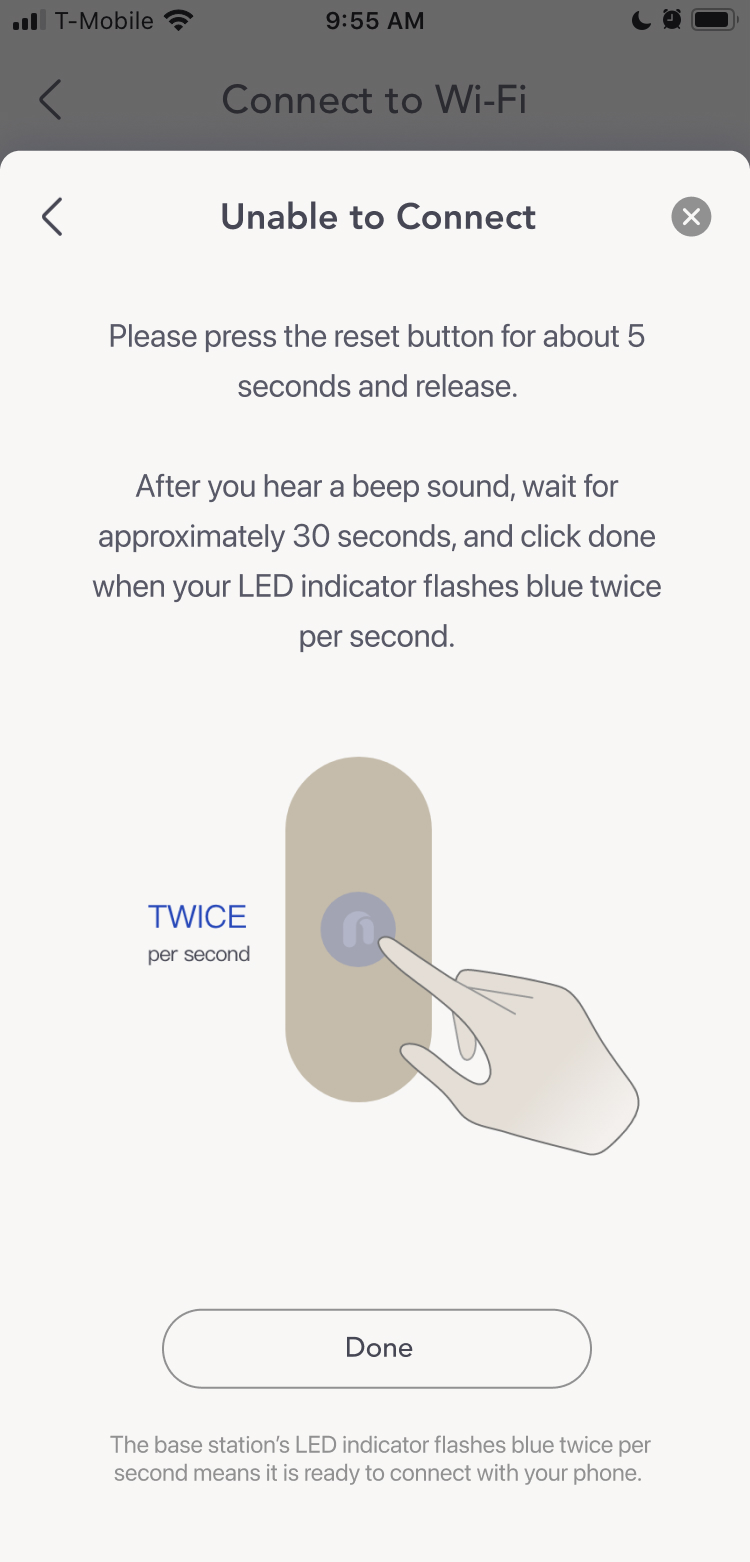 T-Mobile 9:55 AM
Connect to Wi-Fi
Unable to Connect
Please press the reset button for about 5
seconds and release.
After you hear a beep sound, wait for
approximately 30 seconds, and click done
when your LED indicator flashes blue twice
per second.
TWICE
per second
Done
The base station's LED indicator flashes blue twice per
second means it is ready to connect with your phone.